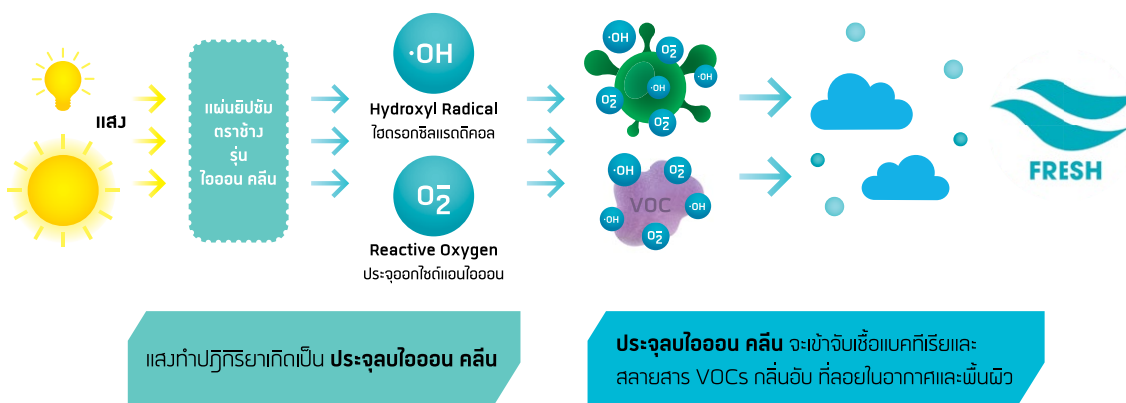 แสง
แผ่นยิปซัม
ตราช้าง
รุ่น
ไอออน คลีน
·OH
Hydroxyl Radical
ไฮดรอกซีลแรดดิคอล
O2̄
Reactive Oxygen
ประจุออกไซด์แอนไอออน
·OH
O2̄
·OH
·OH
O2̄
O2̄
·OH
O2̄
VOC
·OH
·OH
O2̄
FRESH
แสงทำปฏิกิริยาเกิดเป็น ประจุลบไอออน คลีน
ประจุลบไอออน คลีน จะเข้าจับเชื้อแบคทีเรียและ
สลายสาร VOCs กลิ่นอับ ที่ลอยในอากาศและพื้นผิว